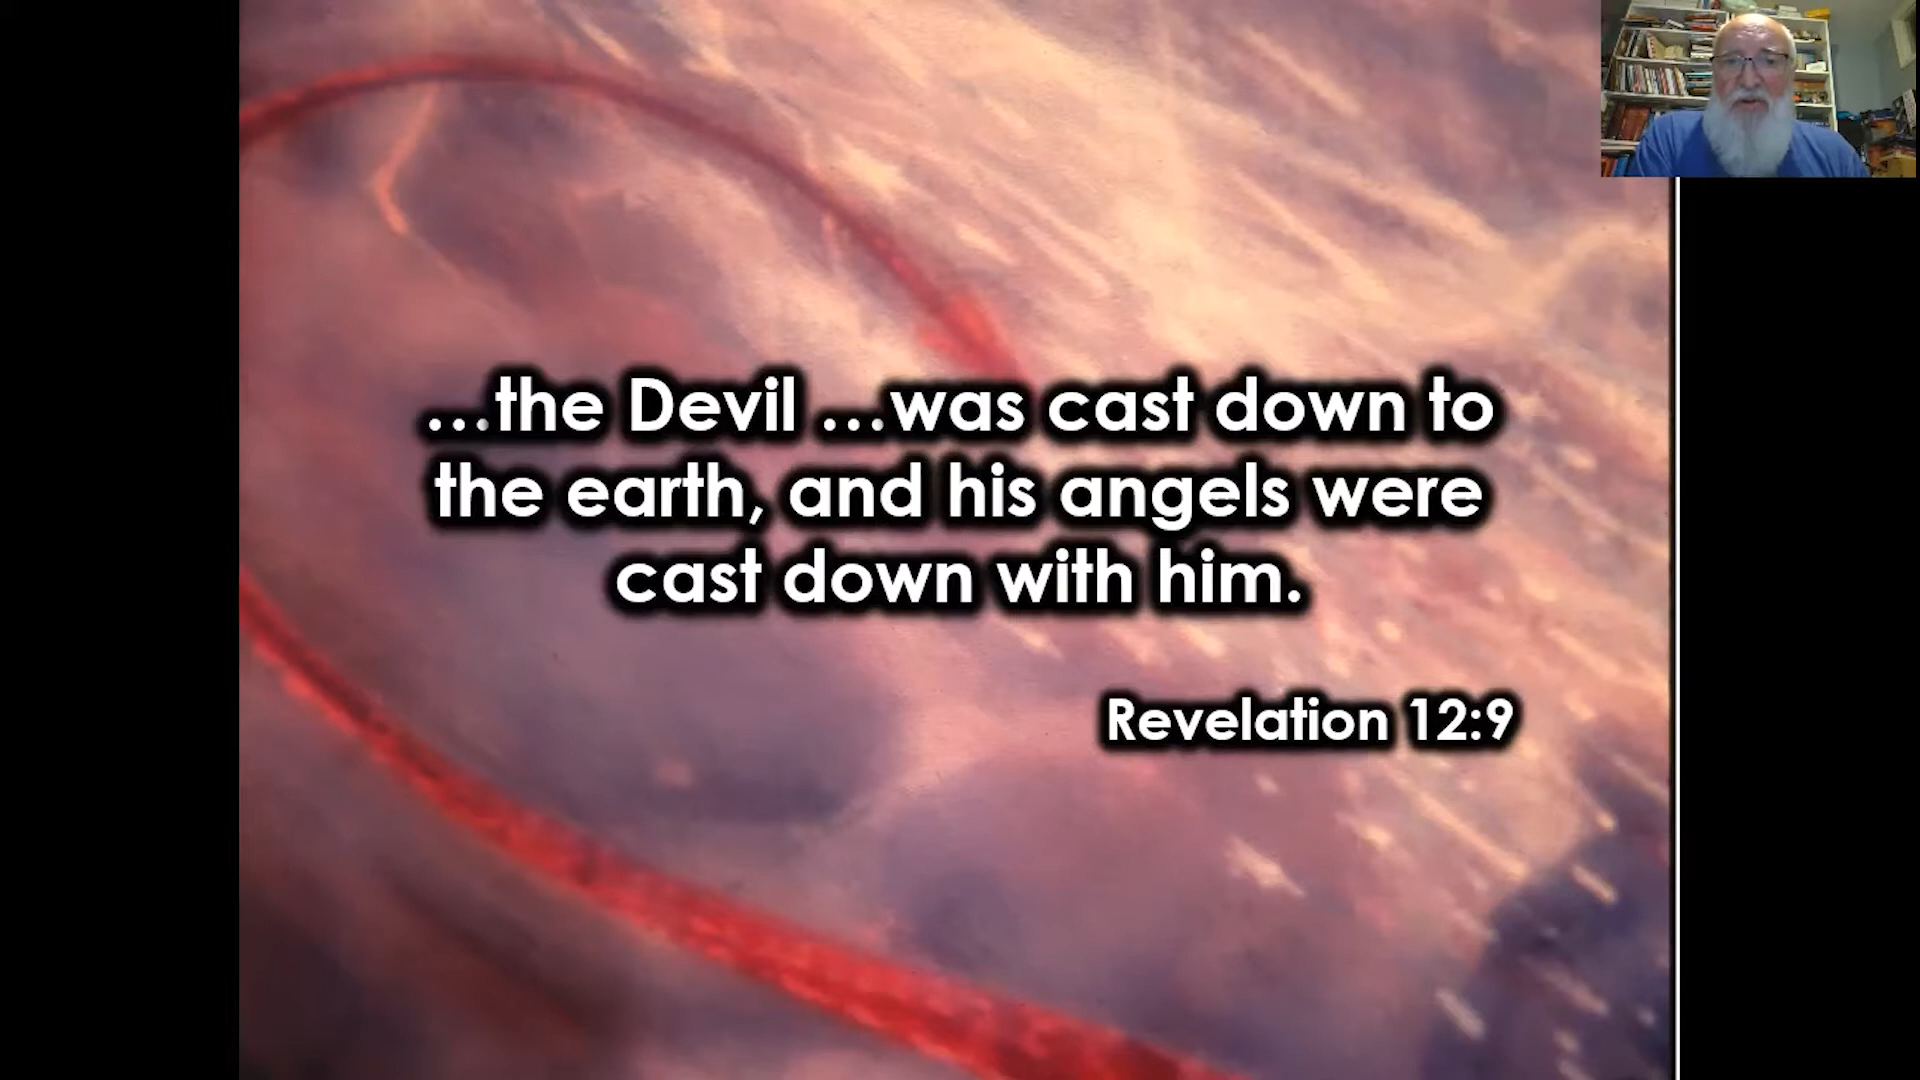 ...the Devil ...was cast down to
the earth, and his angels were
cast down with him.
Revelation 12:9